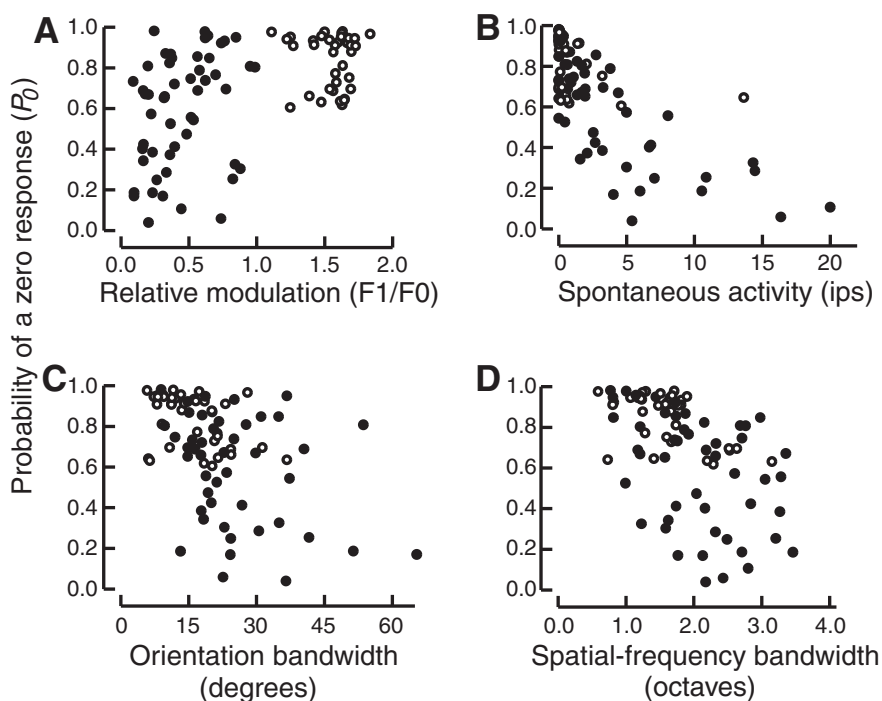 Probability of a zero response (P0)
A
1.0
0.8
0.6
0.4
0.2
0.0
0.0 0.5 1.0 1.5 2.0
Relative modulation (F1/F0)
B
1.0
0.8
0.6
0.4
0.2
0.0
0 5 10 15 20
Spontaneous activity (ips)
C
1.0
0.8
0.6
0.4
0.2
0.0
0 15 30 45 60
Orientation bandwidth
(degrees)
D
1.0
0.8
0.6
0.4
0.2
0.0
0.0 1.0 2.0 3.0 4.0
Spatial-frequency bandwidth
(octaves)